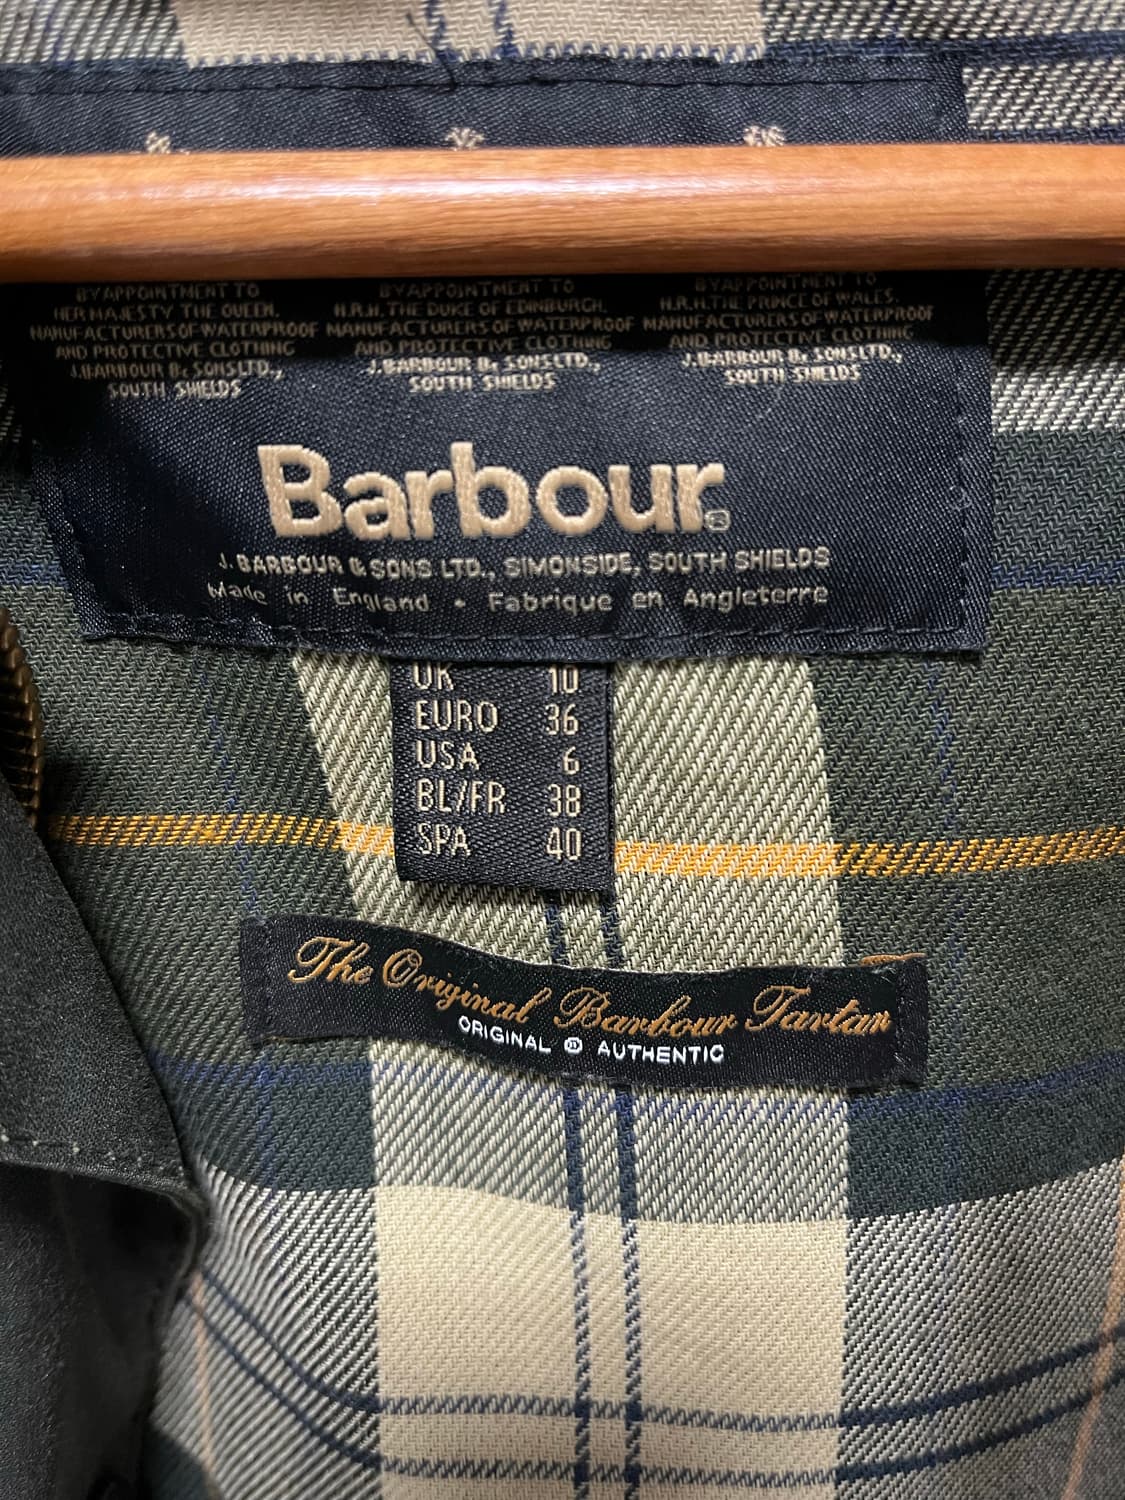 BY APPOINTMENT TO
HER MAJESTY THE QUEEN.
MANUFACTURERS OF WATERPROOF
AND PROTECTIVE CLOTHING
J.BARBOUR & SONS LTD.,
SOUTH SHIELDS
BY APPOINTMENT TO
H.R.H. THE DUKE OF EDINBURGH.
MANUFACTURERS OF WATERPROOF
AND PROTECTIVE CLOTHING
J.BARBOUR & SONS LTD.,
SOUTH SHIELDS
BY APPOINTMENT TO
H.R.H. THE PRINCE OF WALES.
MANUFACTURERS OF WATERPROOF
AND PROTECTIVE CLOTHING
J.BARBOUR & SONS LTD.,
SOUTH SHIELDS
Barbour®
J. BARBOUR & SONS LTD., SIMONSIDE, SOUTH SHIELDS
Made in England • Fabrique en Angleterre
UK 10
EURO 36
USA 6
BL/FR 38
SPA 40
The Original Barbour Tartan
ORIGINAL AUTHENTIC